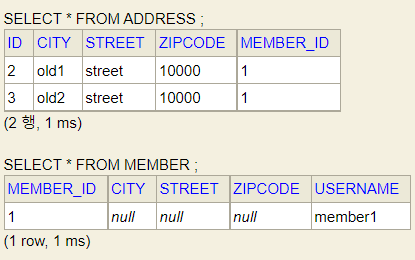 SELECT * FROM ADDRESS ;
ID CITY STREET ZIPCODE MEMBER_ID
2 old1 street 10000 1
3 old2 street 10000 1
(2 행, 1 ms)
SELECT * FROM MEMBER ;
MEMBER_ID CITY STREET ZIPCODE USERNAME
1 null null null member1
(1 row, 1 ms)